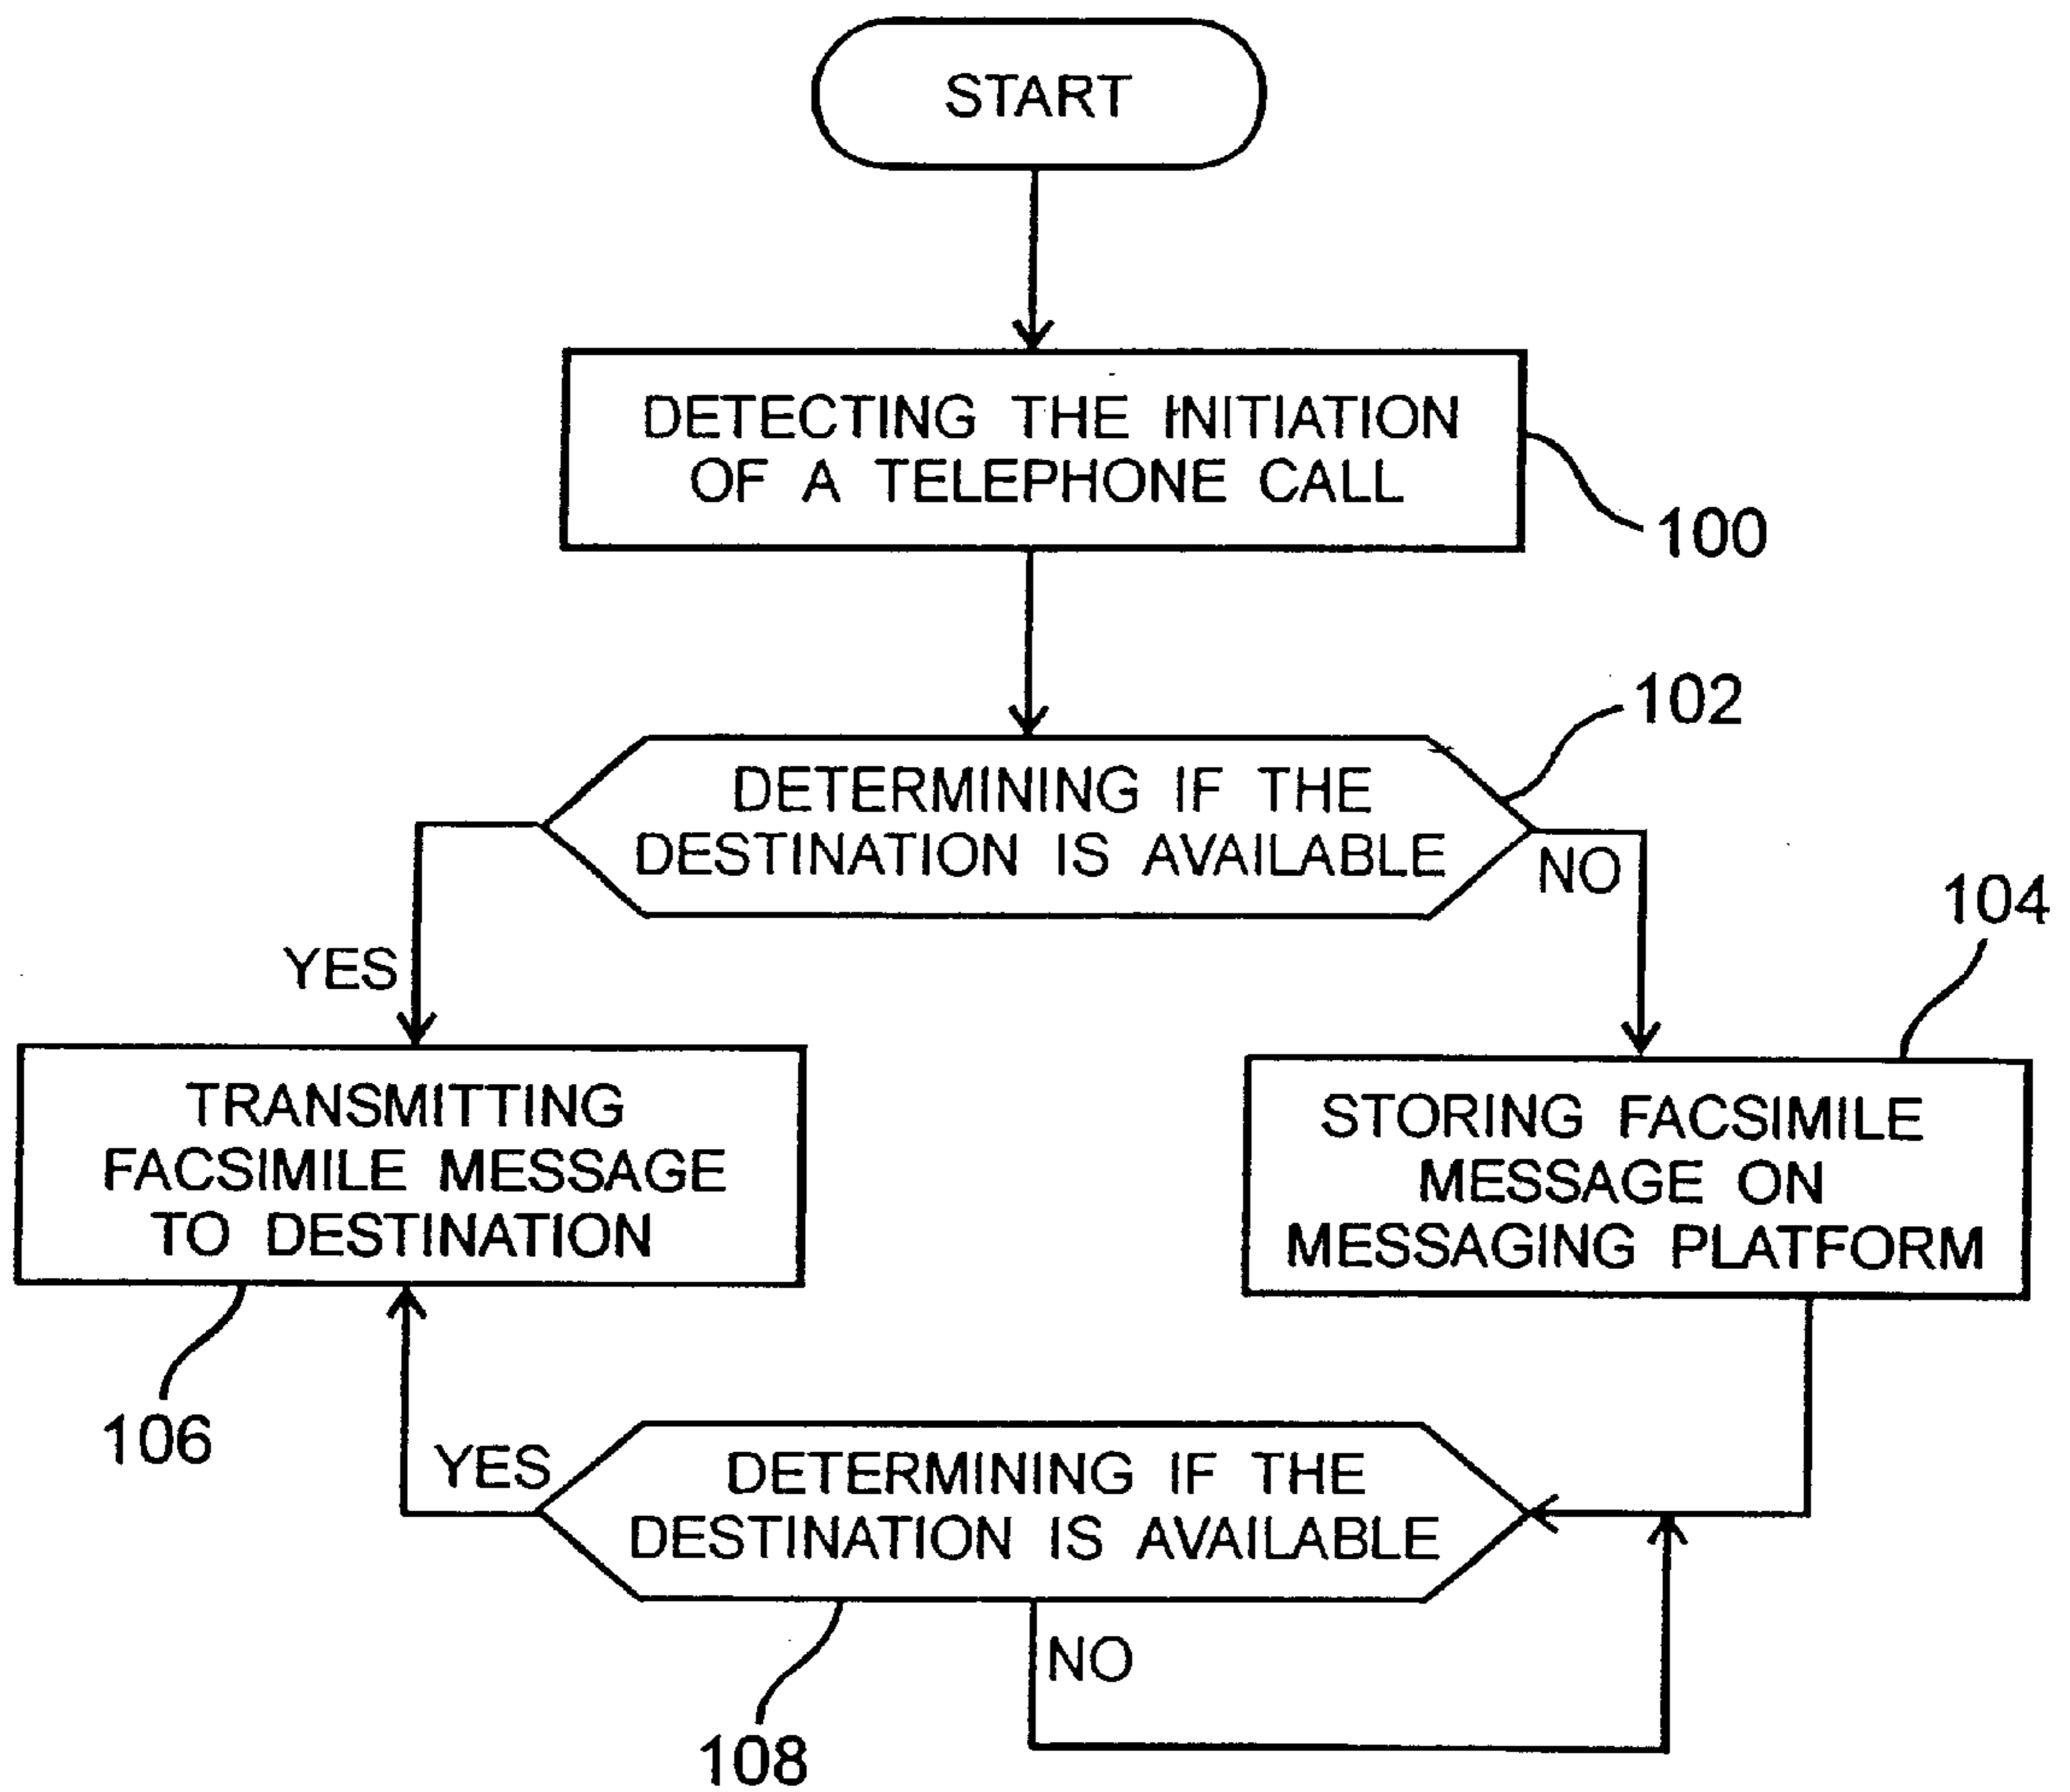 START
DETECTING THE INITIATION
OF A TELEPHONE CALL
100
102
DETERMINING IF THE
DESTINATION IS AVAILABLE
NO
104
YES
TRANSMITTING
FACSIMILE MESSAGE
TO DESTINATION
STORING FACSIMILE
MESSAGE ON
MESSAGING PLATFORM
106
YES
DETERMINING IF THE
DESTINATION IS AVAILABLE
NO
108